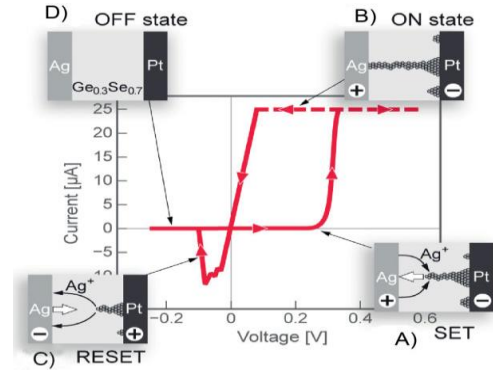 D) OFF state
B) ON state
Ag Pt
Ge0.3Se0.7
Ag Pt
+ −
25
20
15
10
5
0
−5
Current [µA]
−0.2 0 0.2 0.4 0.6
Voltage [V]
Ag+
Ag Pt
− +
C) RESET
Ag+
Ag Pt
+ −
A) SET